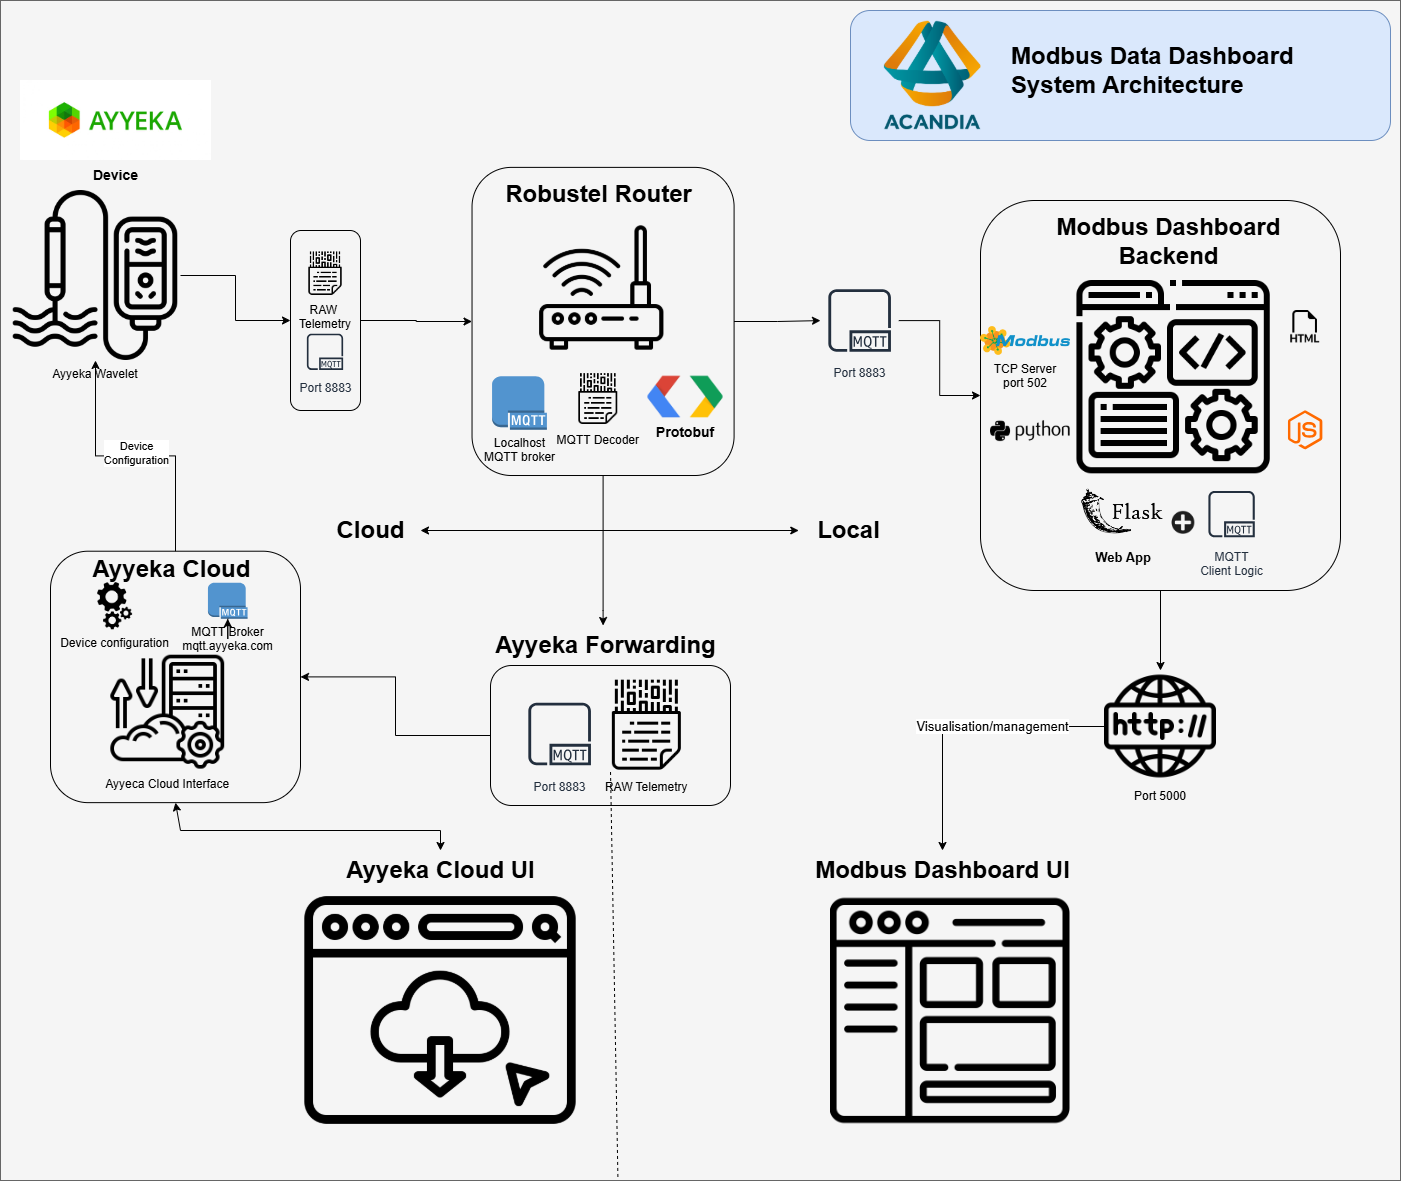 Modbus Data Dashboard
System Architecture
ACANDIA
AYYEKA
Device
Ayyeka Wavelet
RAW
Telemetry
MQTT
Port 8883
Robustel Router
MQTT
Localhost
MQTT broker
MQTT Decoder
Protobuf
MQTT
Port 8883
Modbus Dashboard
Backend
Modbus
TCP Server
port 502
python
HTML
JS
Flask
Web App
MQTT
MQTT
Client Logic
Device
Configuration
Cloud
Local
Ayyeka Cloud
Device configuration
MQTT
MQTT Broker
mqtt.ayyeka.com
Ayyeca Cloud Interface
Ayyeka Forwarding
MQTT
Port 8883
RAW Telemetry
http://
Port 5000
Visualisation/management
Ayyeka Cloud UI
Modbus Dashboard UI